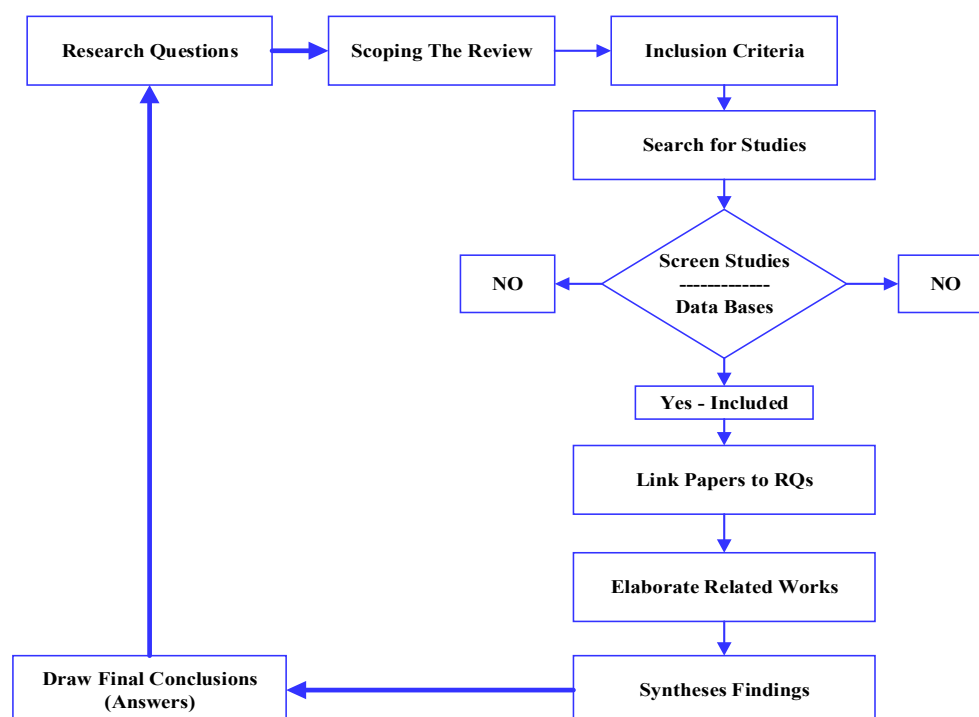 Research Questions
Scoping The Review
Inclusion Criteria
Search for Studies
Screen Studies
-------------
Data Bases
NO
NO
Yes - Included
Link Papers to RQs
Elaborate Related Works
Syntheses Findings
Draw Final Conclusions
(Answers)